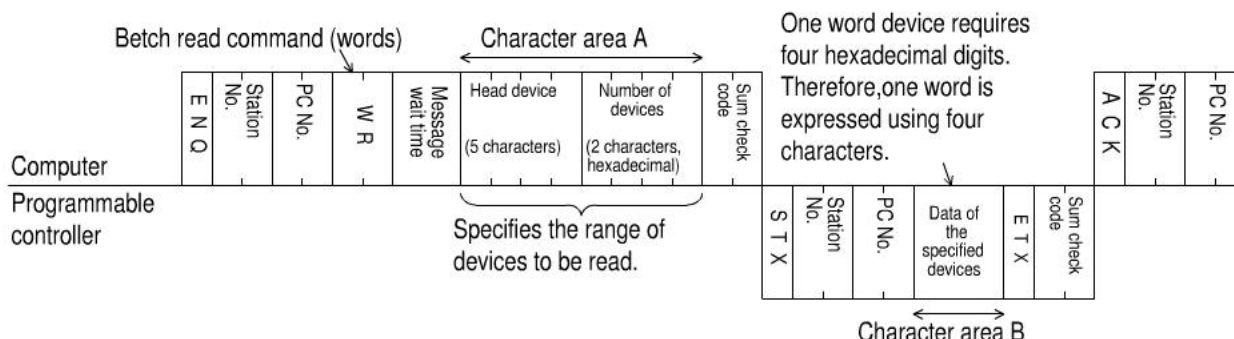 Betch read command (words)
Character area A
One word device requires
four hexadecimal digits.
Therefore,one word is
expressed using four
characters.
Computer
E N Q
Station
No.
PC No.
W R
Message
wait time
Head device
(5 characters)
Number of
devices
(2 characters,
hexadecimal)
Sum check
code
A C K
Station
No.
PC No.
Programmable
controller
Specifies the range of
devices to be read.
S T X
Station
No.
PC No.
Data of
the
specified
devices
E T X
Sum check
code
Character area B